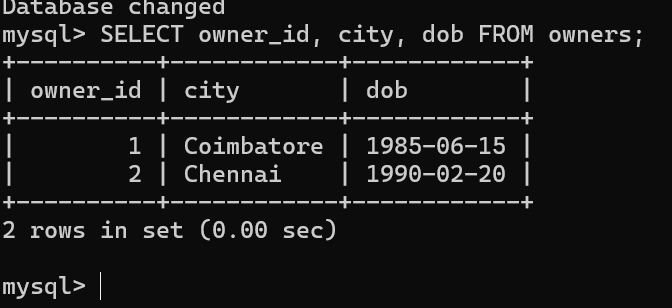 Database changed
mysql> SELECT owner_id, city, dob FROM owners;
+----------+------------+------------+
| owner_id | city       | dob        |
+----------+------------+------------+
|        1 | Coimbatore | 1985-06-15 |
|        2 | Chennai    | 1990-02-20 |
+----------+------------+------------+
2 rows in set (0.00 sec)
mysql>